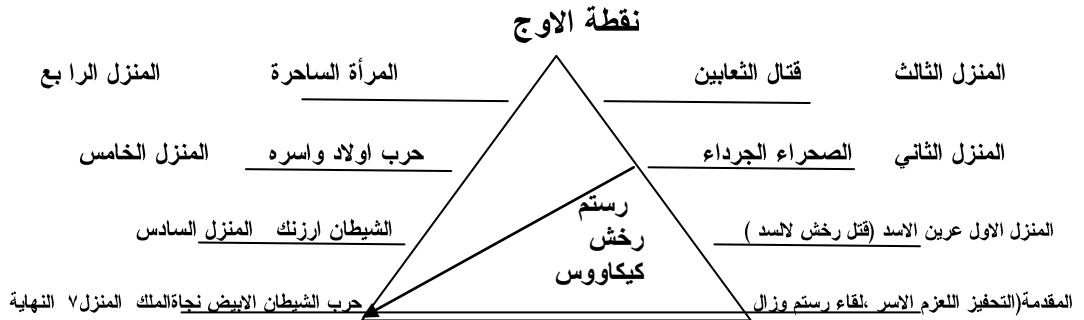 نقطة الاوج
المنزل الثالث قتال الثعابين المرأة الساحرة المنزل الرا بع
المنزل الثاني الصحراء الجرداء حرب اولاد واسره المنزل الخامس
رستم
رخش
كيكاووس
المنزل الاول عرين الاسد (قتل رخش لالسد ) الشيطان ارزنك المنزل السادس
المقدمة(التحفيز اللعزم الاسر ،لقاء رستم وزال حرب الشيطان الابيض نجاةالملك المنزل٧ النهاية